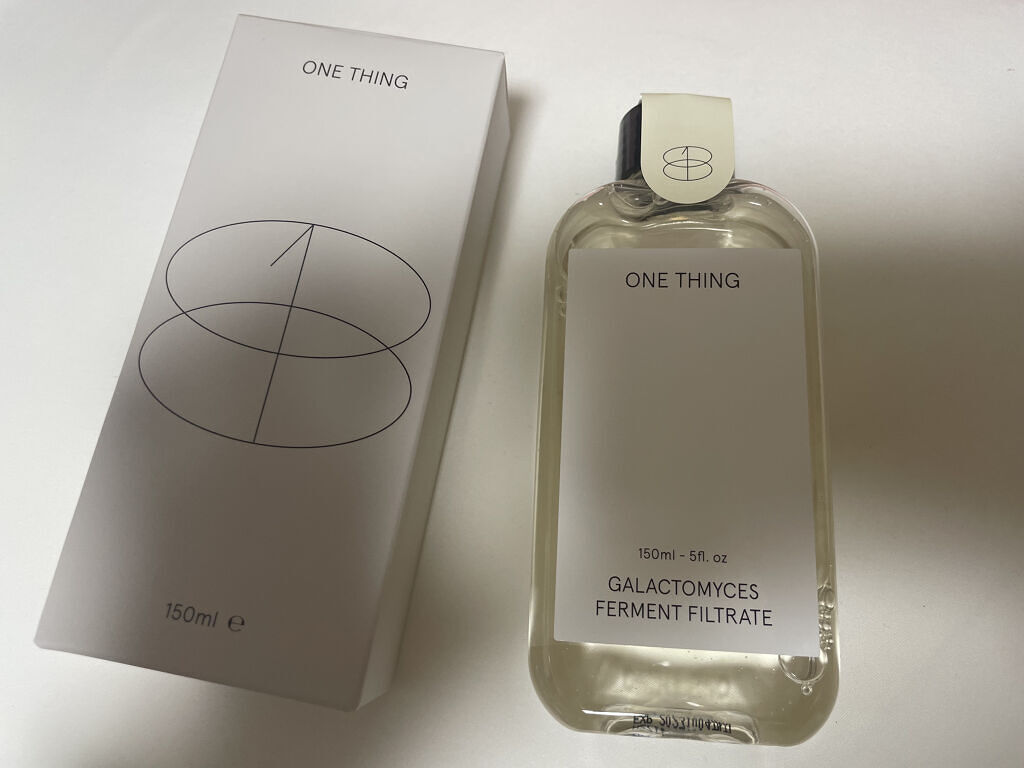 ONE THING
150ml e
ONE THING
150ml - 5fl. oz
GALACTOMYCES
FERMENT FILTRATE